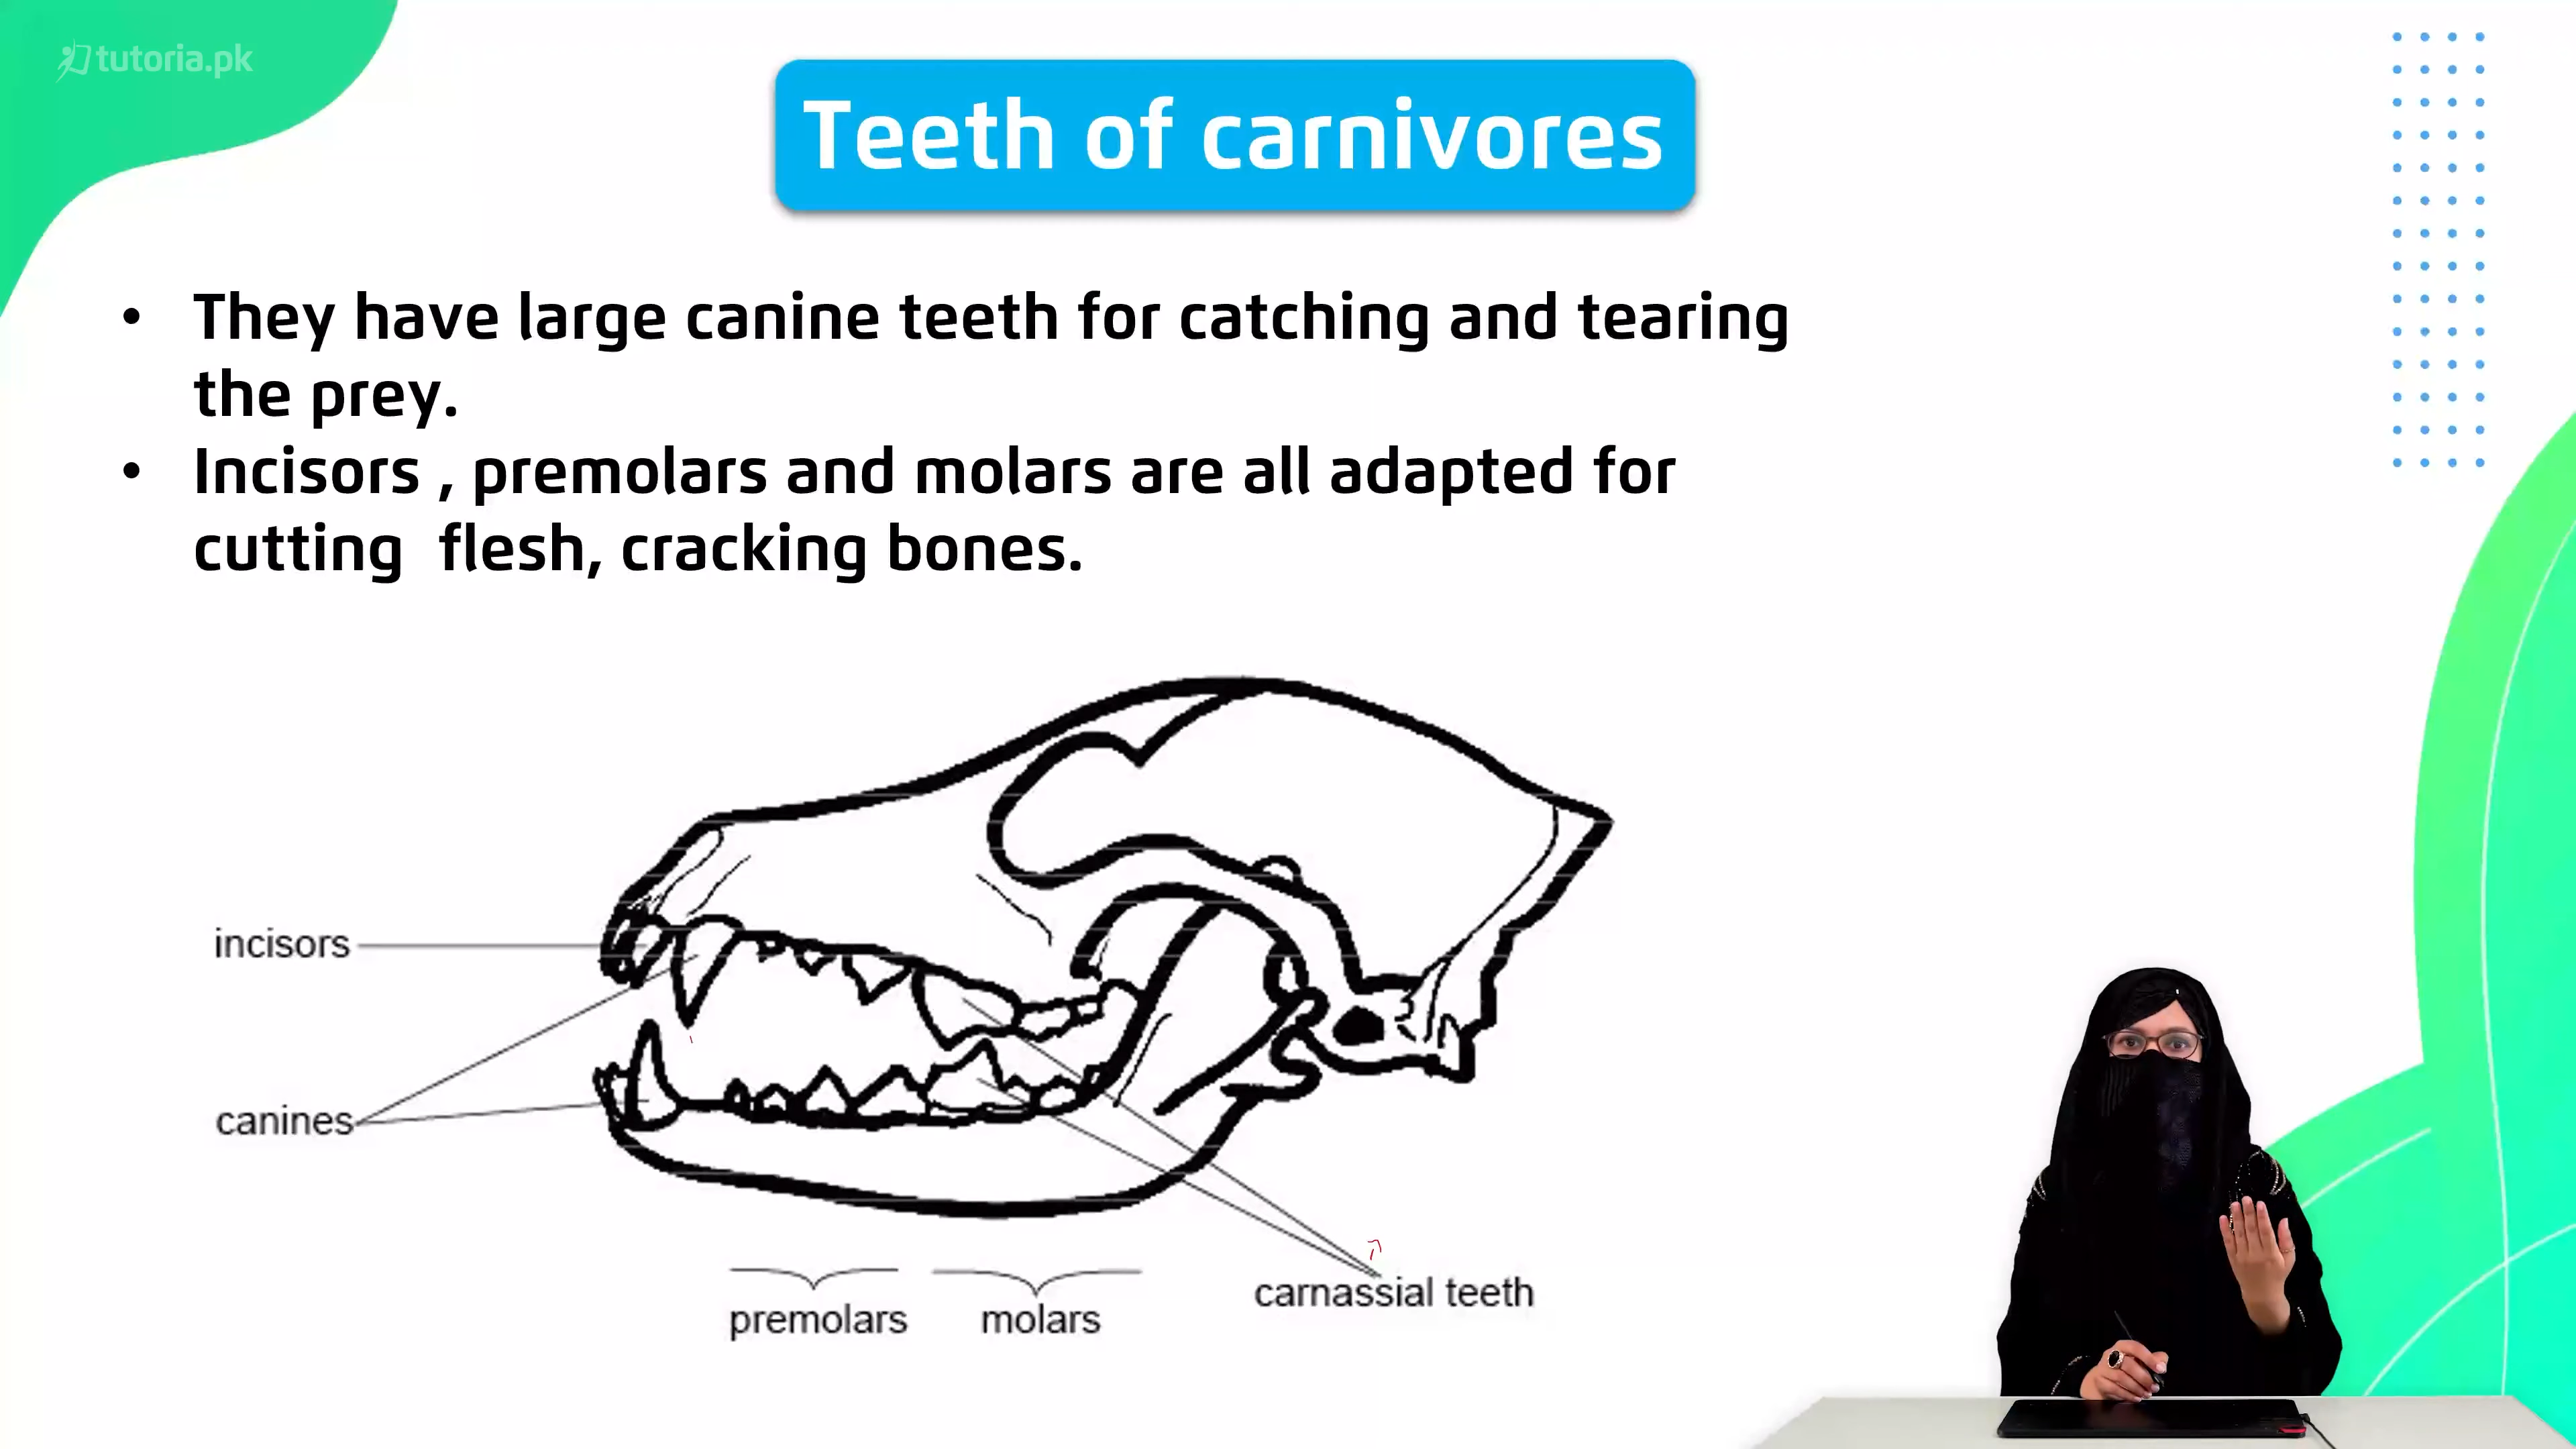 tutoria.pk
Teeth of carnivores
• They have large canine teeth for catching and tearing
the prey.
• Incisors , premolars and molars are all adapted for
cutting flesh, cracking bones.
incisors
canines
carnassial teeth
premolars
molars